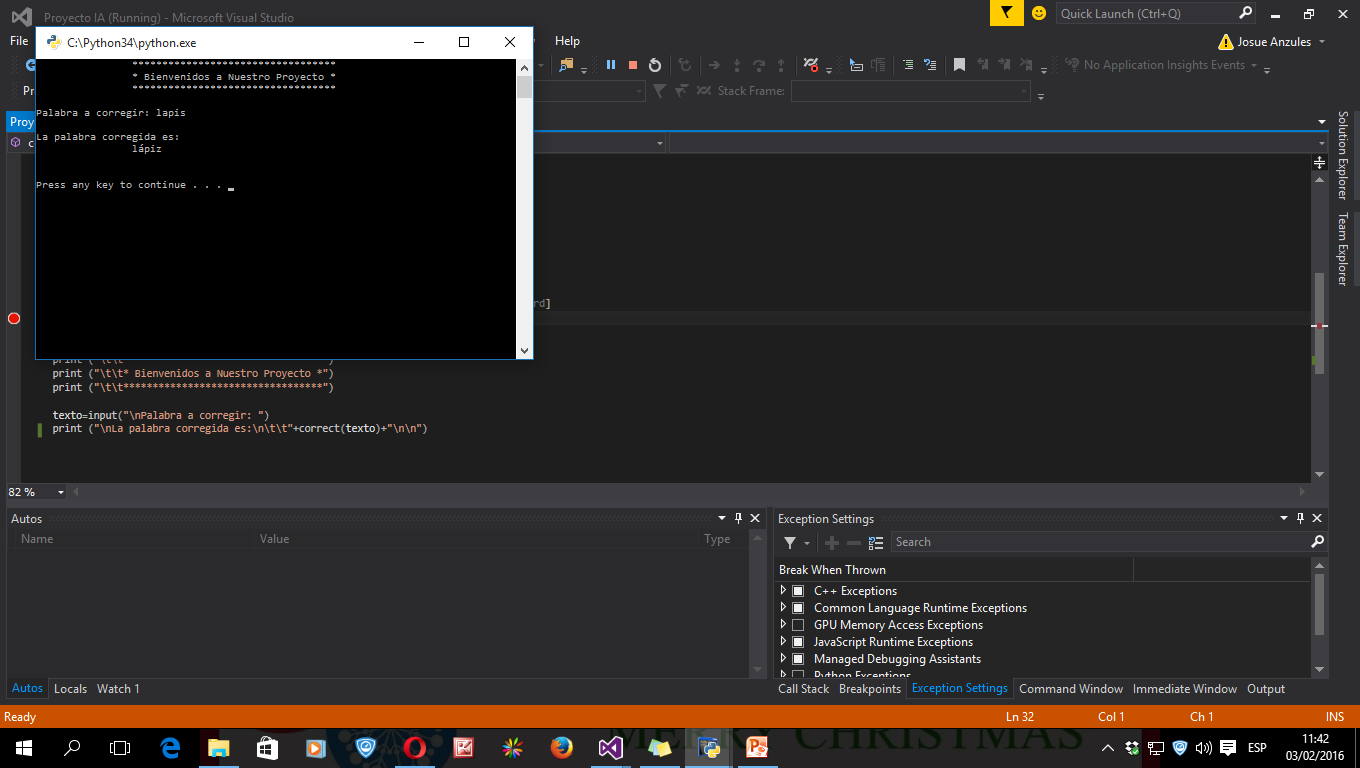 Proyecto IA (Running) - Microsoft Visual Studio
Quick Launch (Ctrl+Q)
File
Help
Josue Anzules
C:\Python34\python.exe
**********************************
* Bienvenidos a Nuestro Proyecto *
**********************************
Palabra a corregir: lapis
La palabra corregida es:
lápiz
Press any key to continue . . . _
No Application Insights Events
Stack Frame:
Solution Explorer
Team Explorer
rd]
print ("\t\t* Bienvenidos a Nuestro Proyecto *")
print ("\t\t**********************************")
texto=input("\nPalabra a corregir: ")
print ("\nLa palabra corregida es:\n\t\t"+correct(texto)+"\n\n")
82 %
Autos
Name Value Type
Autos Locals Watch 1
Exception Settings
Search
Break When Thrown
C++ Exceptions
Common Language Runtime Exceptions
GPU Memory Access Exceptions
JavaScript Runtime Exceptions
Managed Debugging Assistants
Python Exceptions
Call Stack Breakpoints Exception Settings Command Window Immediate Window Output
Ready Ln 32 Col 1 Ch 1 INS
CHRISTMAS
ESP
11:42
03/02/2016